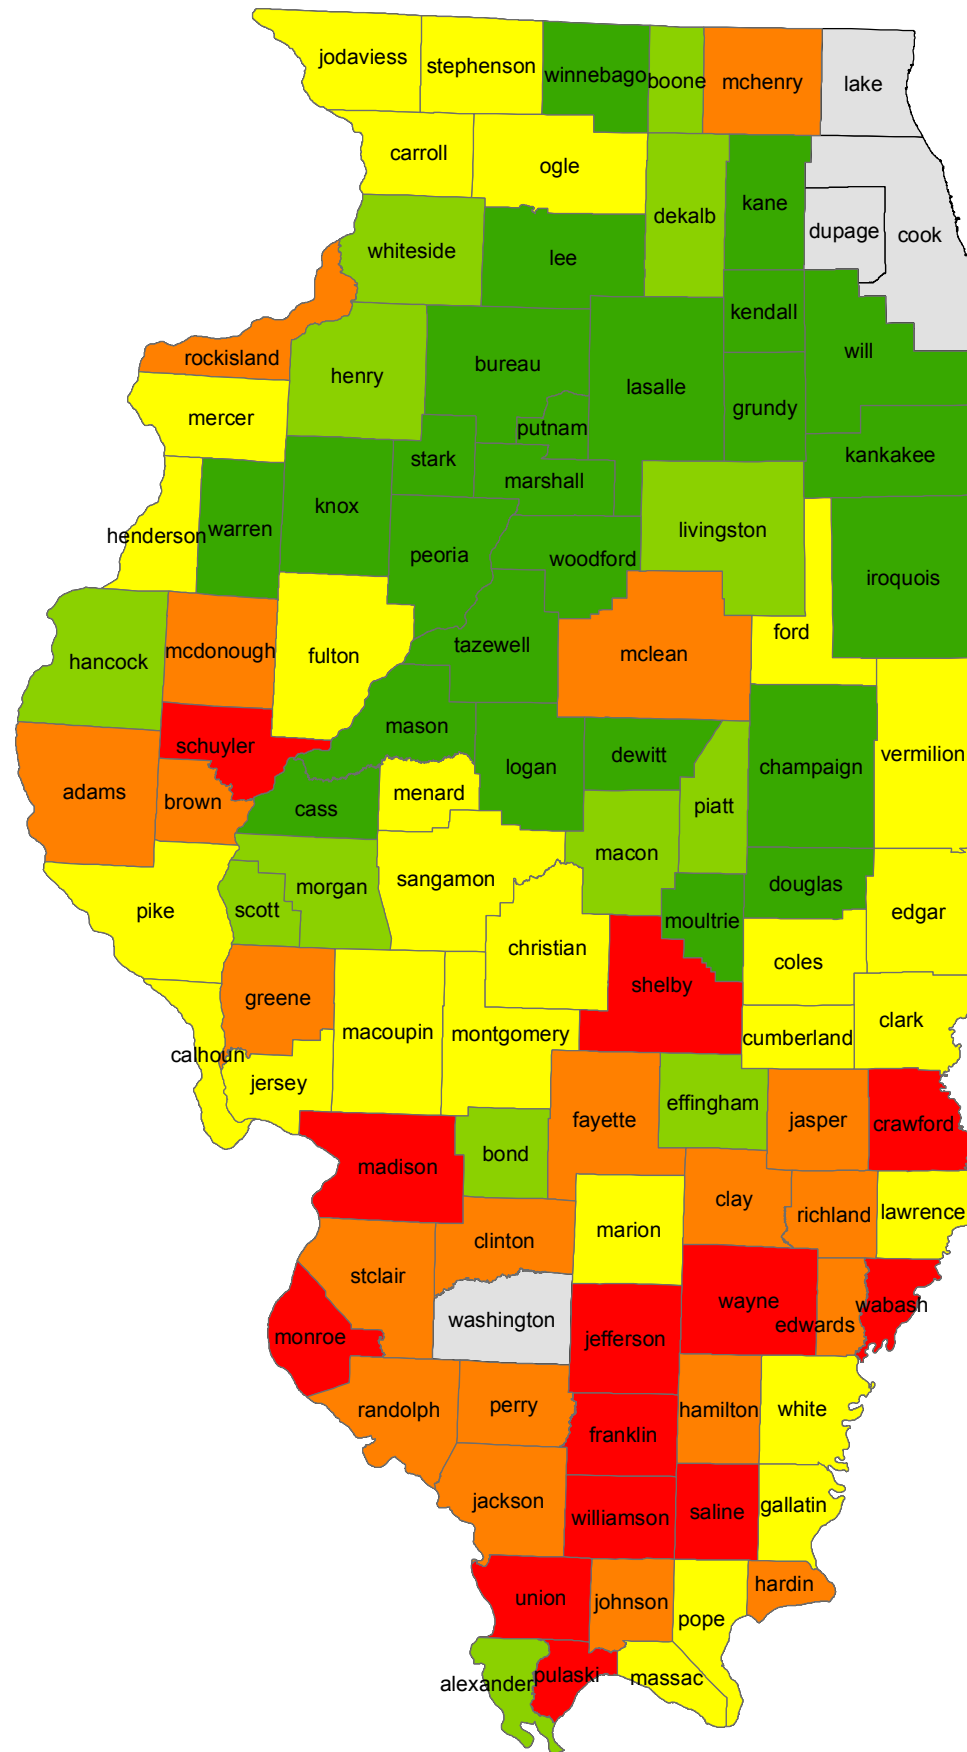 jodaviess
stephenson
winnebago
boone
mchenry
lake
carroll
ogle
dekalb
kane
dupage
cook
whiteside
lee
kendall
will
rockisland
henry
bureau
lasalle
grundy
mercer
putnam
stark
marshall
kankakee
henderson
warren
knox
peoria
woodford
livingston
iroquois
hancock
mcdonough
fulton
tazewell
mclean
ford
schuyler
mason
logan
dewitt
champaign
vermilion
adams
brown
cass
menard
piatt
macon
pike
scott
morgan
sangamon
douglas
moultrie
edgar
christian
coles
greene
shelby
macoupin
montgomery
cumberland
clark
calhoun
jersey
fayette
effingham
jasper
crawford
madison
bond
clay
richland
lawrence
marion
clinton
stclair
washington
wayne
edwards
wabash
monroe
jefferson
randolph
perry
hamilton
white
franklin
jackson
williamson
saline
gallatin
union
johnson
pope
hardin
alexander
pulaski
massac